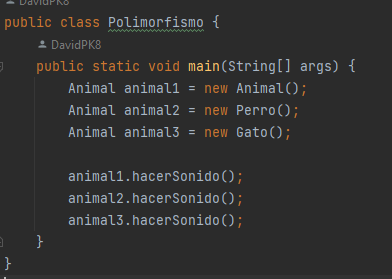 DavidPK8
public class Polimorfismo {
DavidPK8
public static void main(String[] args) {
Animal animal1 = new Animal();
Animal animal2 = new Perro();
Animal animal3 = new Gato();
animal1.hacerSonido();
animal2.hacerSonido();
animal3.hacerSonido();
}
}